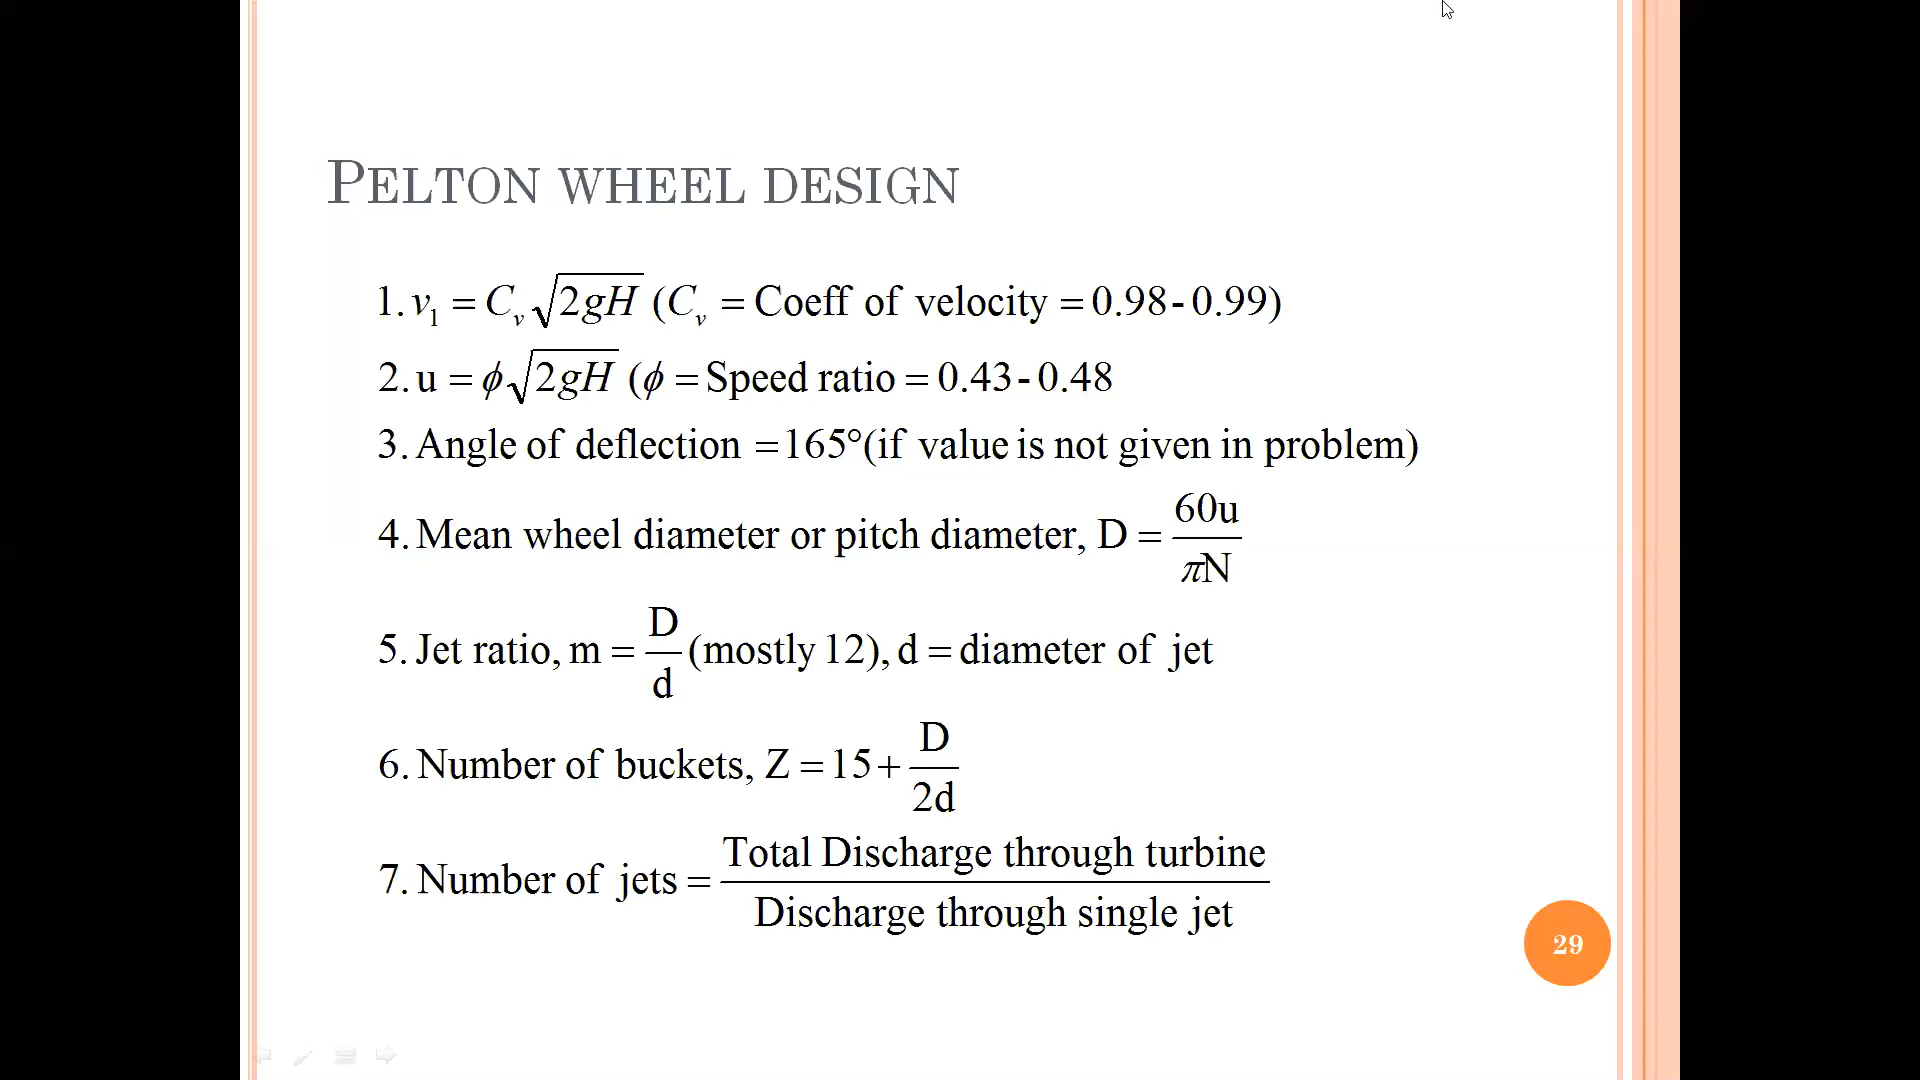 PELTON WHEEL DESIGN
1. v₁ = Cᵥ√2gH (Cᵥ = Coeff of velocity = 0.98 - 0.99)
2. u = ϕ√2gH (ϕ = Speed ratio = 0.43 - 0.48
3. Angle of deflection = 165°(if value is not given in problem)
4. Mean wheel diameter or pitch diameter, D = 60u/πN
5. Jet ratio, m = D/d (mostly 12), d = diameter of jet
6. Number of buckets, Z = 15 + D/2d
7. Number of jets = Total Discharge through turbine / Discharge through single jet
29